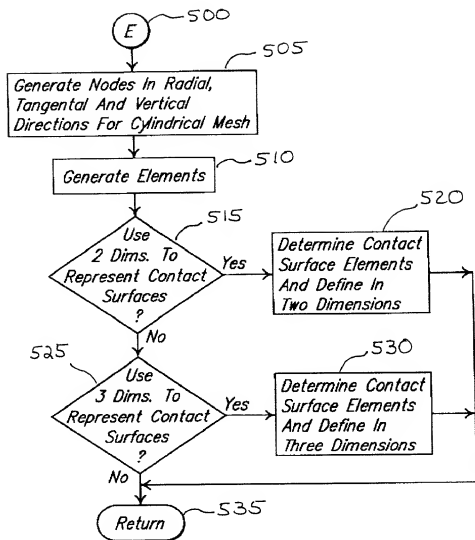 E
500
505
Generate Nodes In Radial,
Tangental And Vertical
Directions For Cylindrical Mesh
510
Generate Elements
515
Use
2 Dims. To
Represent Contact
Surfaces
?
Yes
No
520
Determine Contact
Surface Elements
And Define In
Two Dimensions
525
Use
3 Dims. To
Represent Contact
Surfaces
?
Yes
No
530
Determine Contact
Surface Elements
And Define In
Three Dimensions
Return
535